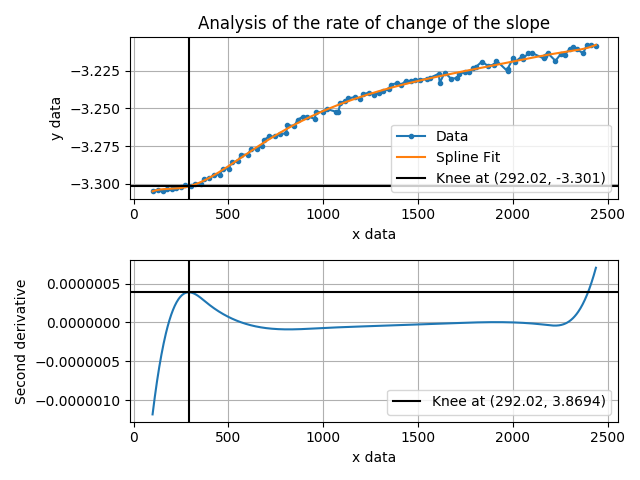 Analysis of the rate of change of the slope
−3.225
−3.250
−3.275
−3.300
y data
Data
Spline Fit
Knee at (292.02, -3.301)
0 500 1000 1500 2000 2500
x data
0.0000005
0.0000000
−0.0000005
−0.0000010
Second derivative
Knee at (292.02, 3.8694)
0 500 1000 1500 2000 2500
x data